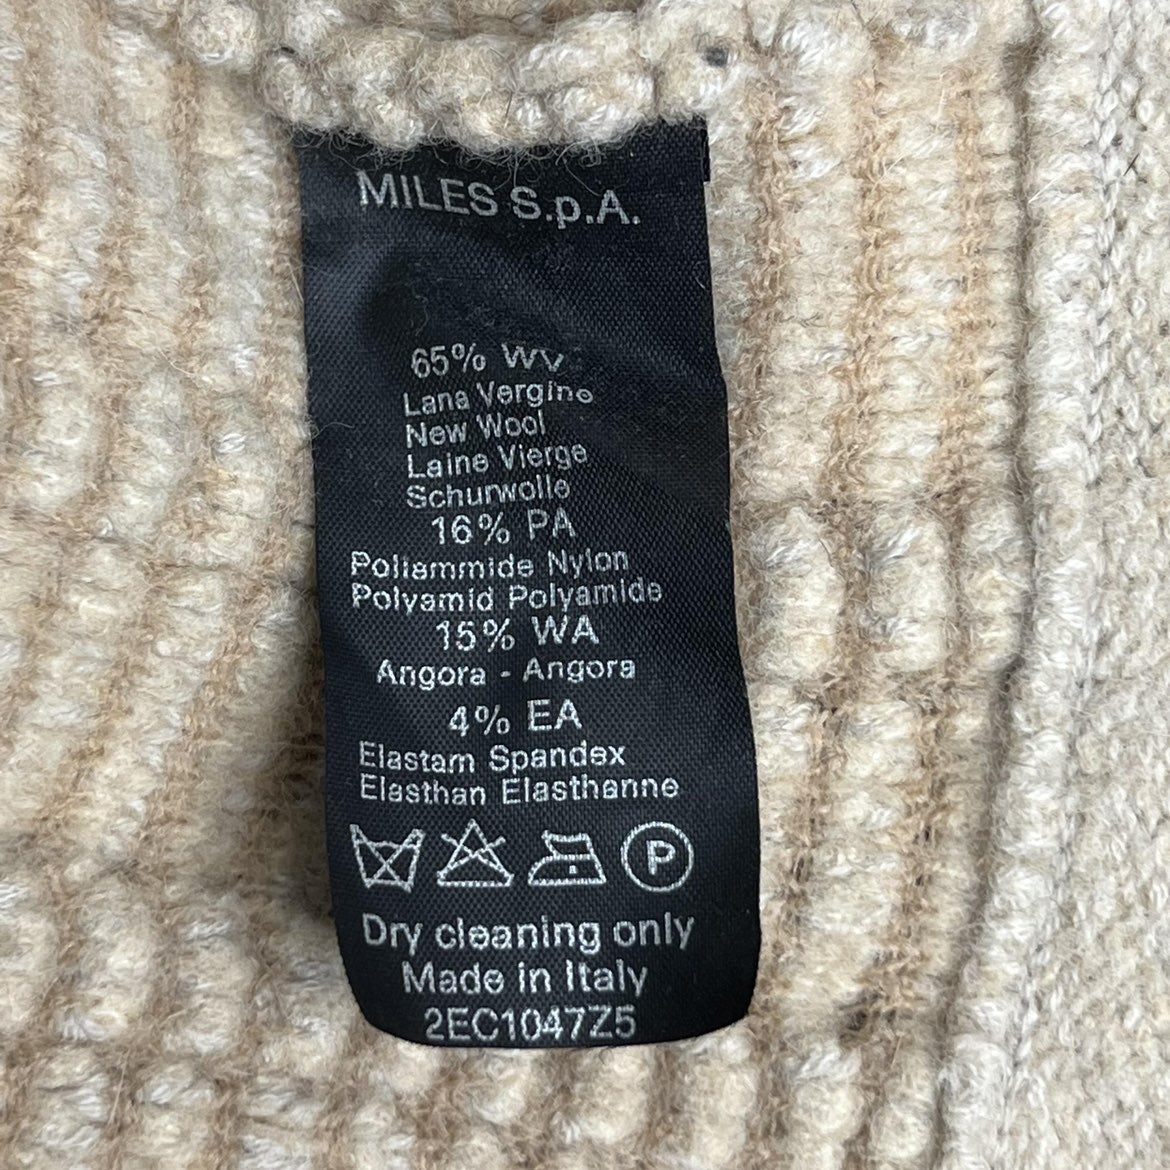 MILES S.p.A.
65% WV
Lana Vergine
New Wool
Laine Vierge
Schurwolle
16% PA
Poliammide Nylon
Polyamid Polyamide
15% WA
Angora - Angora
4% EA
Elastam Spandex
Elasthan Elasthanne
P
Dry cleaning only
Made in Italy
2EC1047Z5